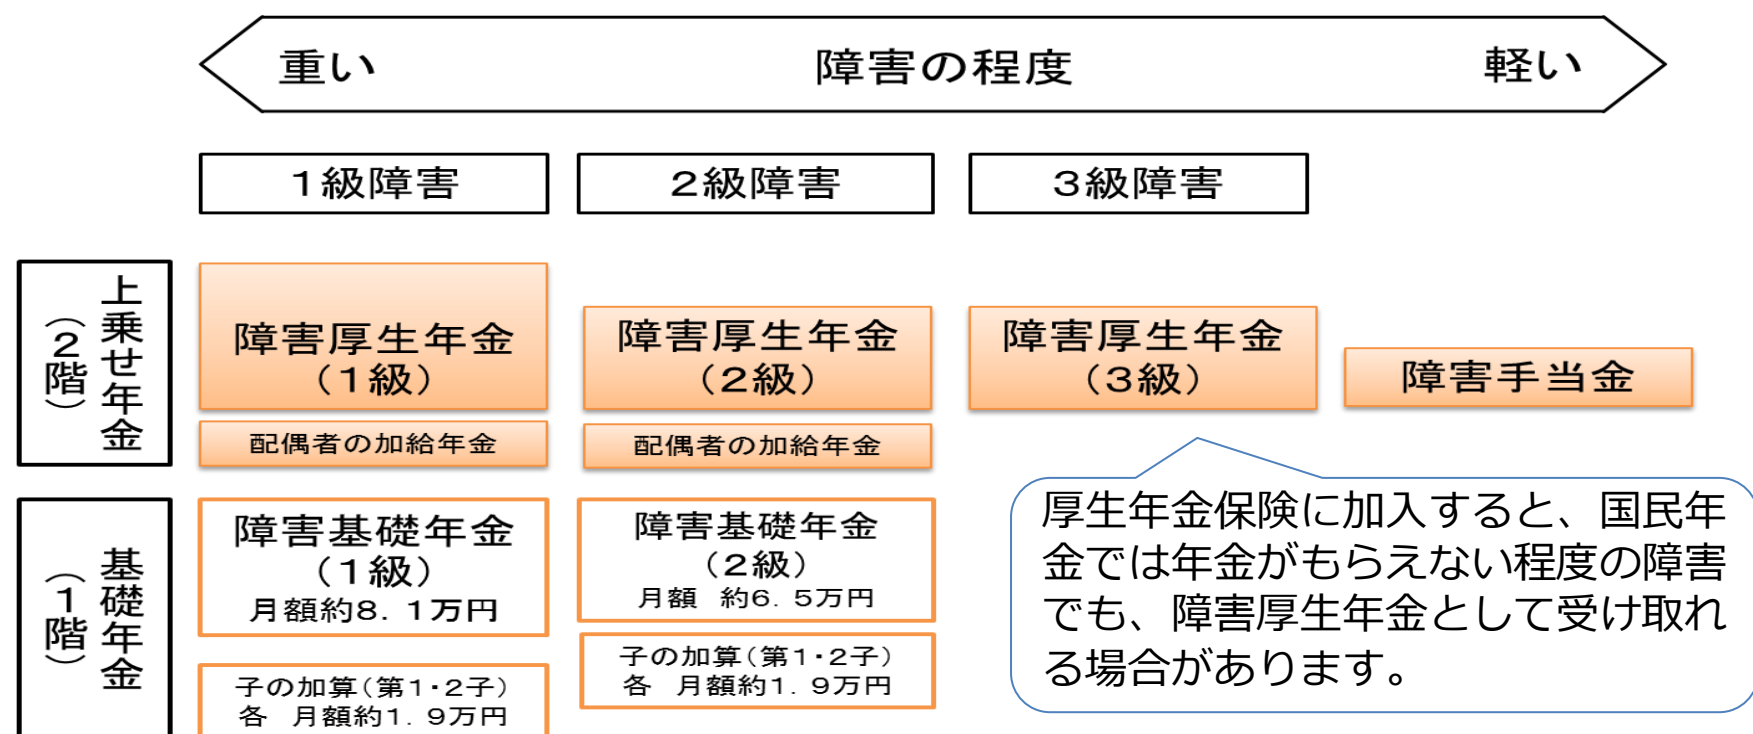 重い 障害の程度 軽い
1級障害 2級障害 3級障害
上乗せ年金
（2階）
障害厚生年金
（1級）
配偶者の加給年金
障害厚生年金
（2級）
配偶者の加給年金
障害厚生年金
（3級）
障害手当金
基礎年金
（1階）
障害基礎年金
（1級）
月額約8．1万円
子の加算（第1・2子）
各　月額約1．9万円
障害基礎年金
（2級）
月額　約6．5万円
子の加算（第1・2子）
各　月額約1．9万円
厚生年金保険に加入すると、国民年
金では年金がもらえない程度の障害
でも、障害厚生年金として受け取れ
る場合があります。